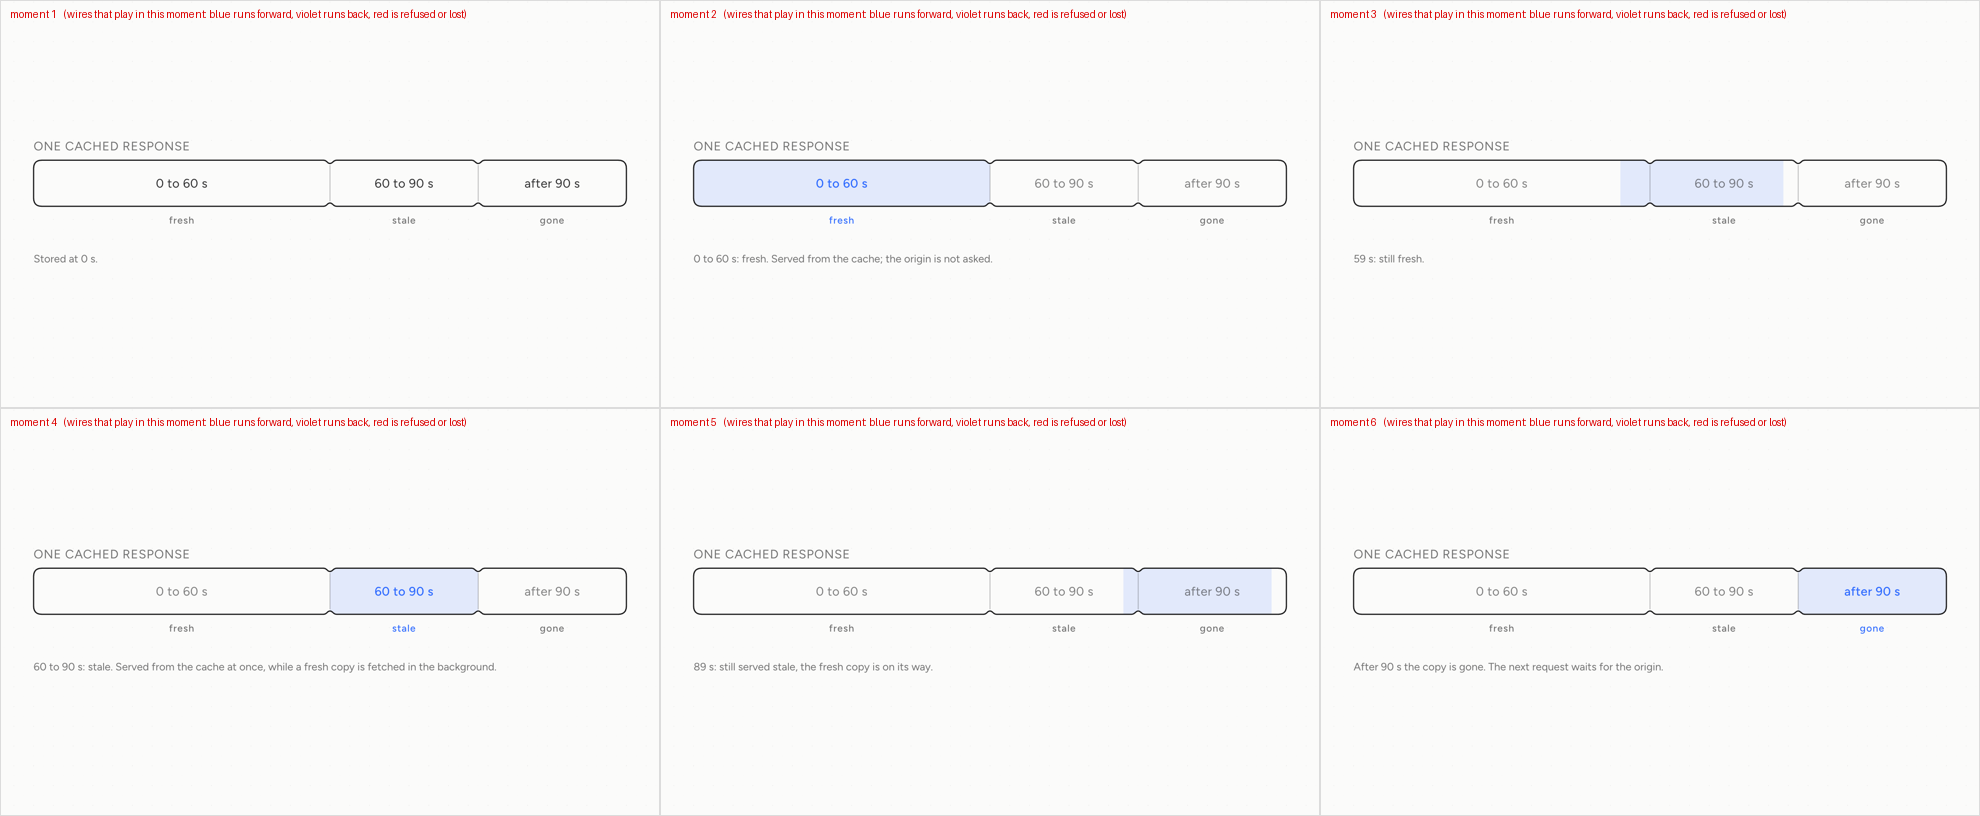 moment 1 (wires that play in this moment: blue runs forward, violet runs back, red is refused or lost)
ONE CACHED RESPONSE
0 to 60 s 60 to 90 s after 90 s
fresh stale gone
Stored at 0 s.
moment 2 (wires that play in this moment: blue runs forward, violet runs back, red is refused or lost)
ONE CACHED RESPONSE
0 to 60 s 60 to 90 s after 90 s
fresh stale gone
0 to 60 s: fresh. Served from the cache; the origin is not asked.
moment 3 (wires that play in this moment: blue runs forward, violet runs back, red is refused or lost)
ONE CACHED RESPONSE
0 to 60 s 60 to 90 s after 90 s
fresh stale gone
59 s: still fresh.
moment 4 (wires that play in this moment: blue runs forward, violet runs back, red is refused or lost)
ONE CACHED RESPONSE
0 to 60 s 60 to 90 s after 90 s
fresh stale gone
60 to 90 s: stale. Served from the cache at once, while a fresh copy is fetched in the background.
moment 5 (wires that play in this moment: blue runs forward, violet runs back, red is refused or lost)
ONE CACHED RESPONSE
0 to 60 s 60 to 90 s after 90 s
fresh stale gone
89 s: still served stale, the fresh copy is on its way.
moment 6 (wires that play in this moment: blue runs forward, violet runs back, red is refused or lost)
ONE CACHED RESPONSE
0 to 60 s 60 to 90 s after 90 s
fresh stale gone
After 90 s the copy is gone. The next request waits for the origin.